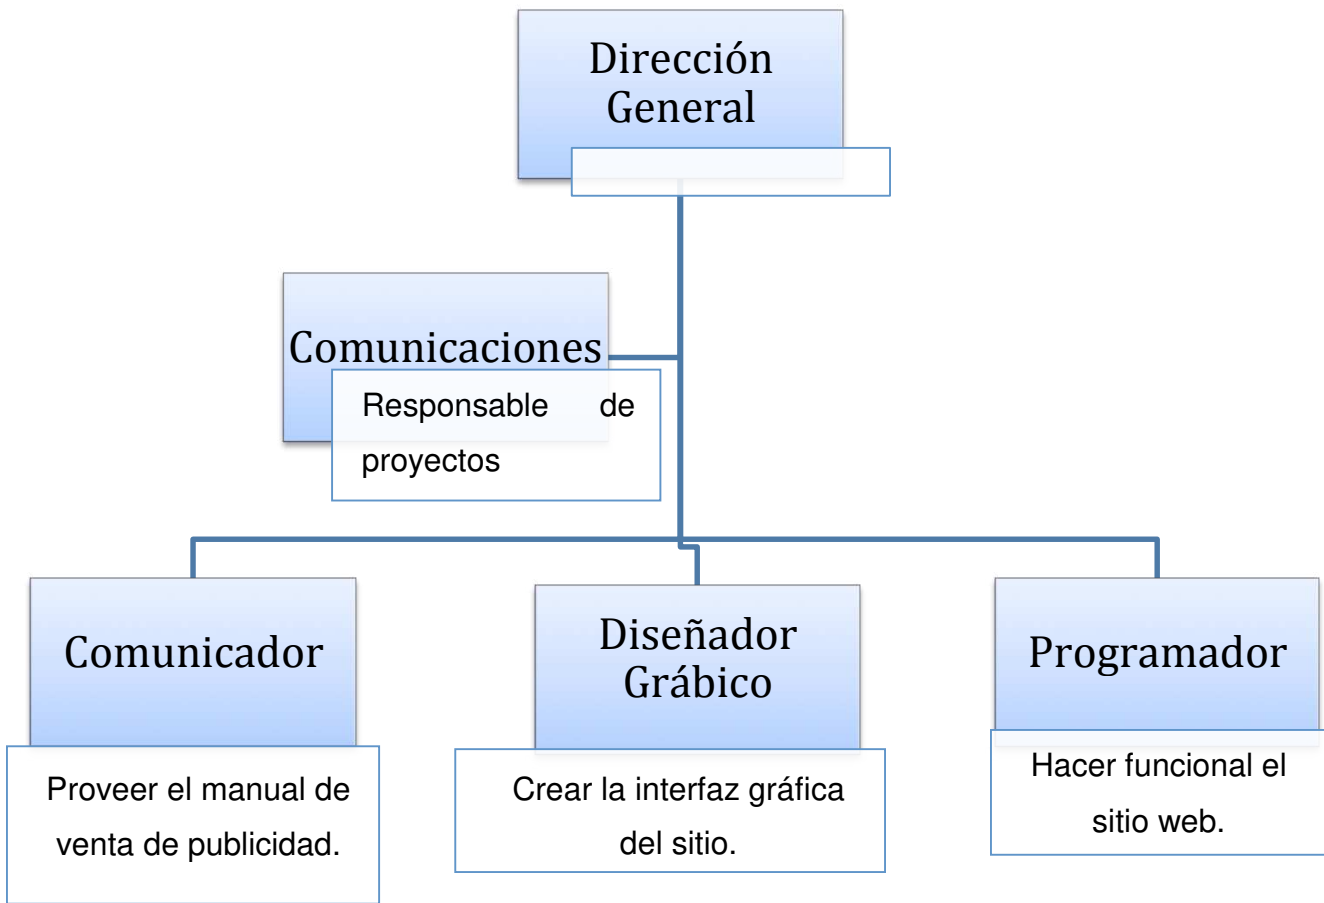 Dirección
General
Comunicaciones
Responsable de
proyectos
Comunicador
Proveer el manual de
venta de publicidad.
Diseñador
Grábico
Crear la interfaz gráfica
del sitio.
Programador
Hacer funcional el
sitio web.